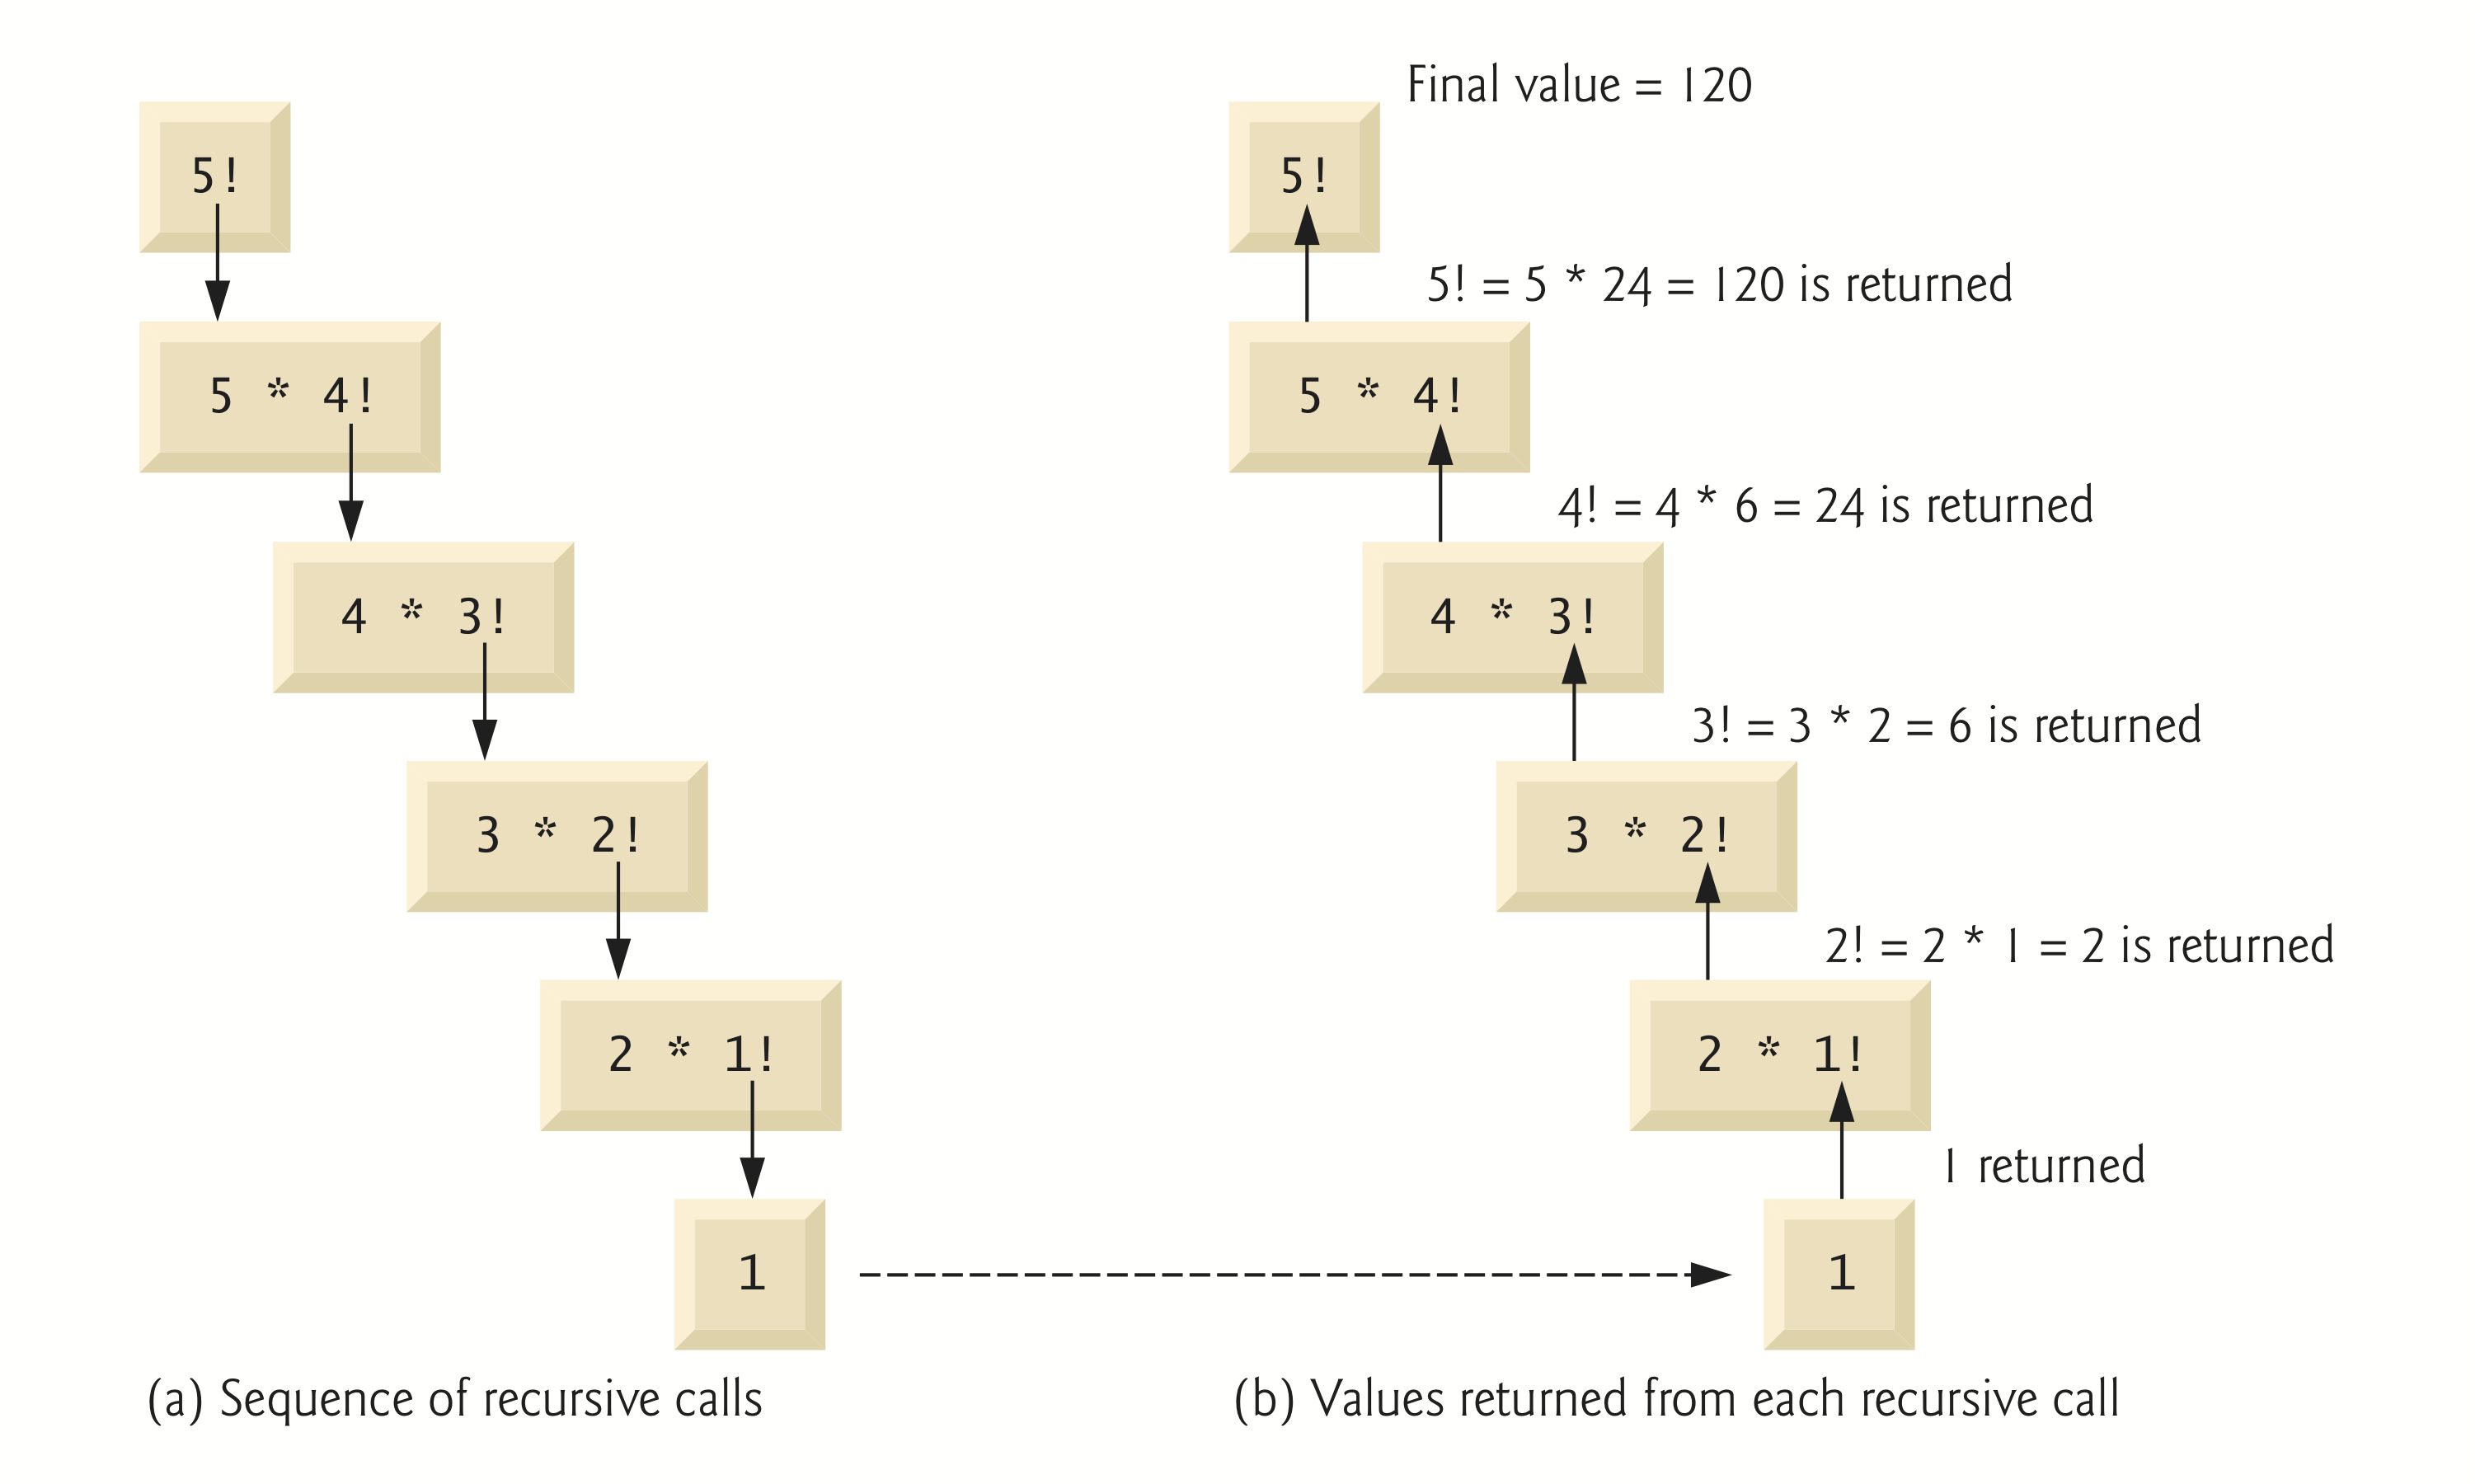 5!
5 * 4!
4 * 3!
3 * 2!
2 * 1!
1
(a) Sequence of recursive calls
Final value = 120
5!
5! = 5 * 24 = 120 is returned
5 * 4!
4! = 4 * 6 = 24 is returned
4 * 3!
3! = 3 * 2 = 6 is returned
3 * 2!
2! = 2 * 1 = 2 is returned
2 * 1!
1 returned
1
(b) Values returned from each recursive call